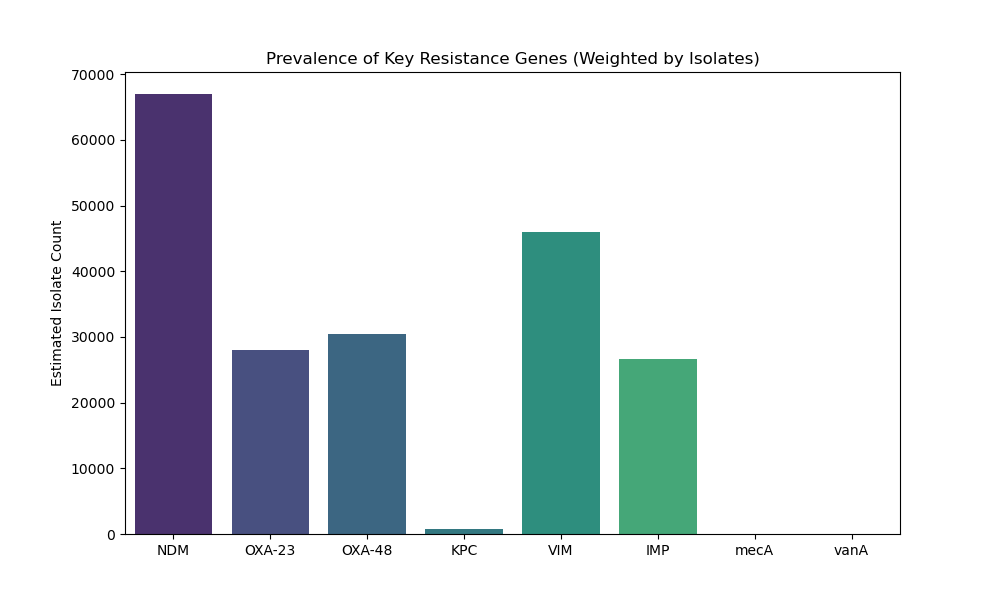 Prevalence of Key Resistance Genes (Weighted by Isolates)
Estimated Isolate Count
70000
60000
50000
40000
30000
20000
10000
0
NDM OXA-23 OXA-48 KPC VIM IMP mecA vanA